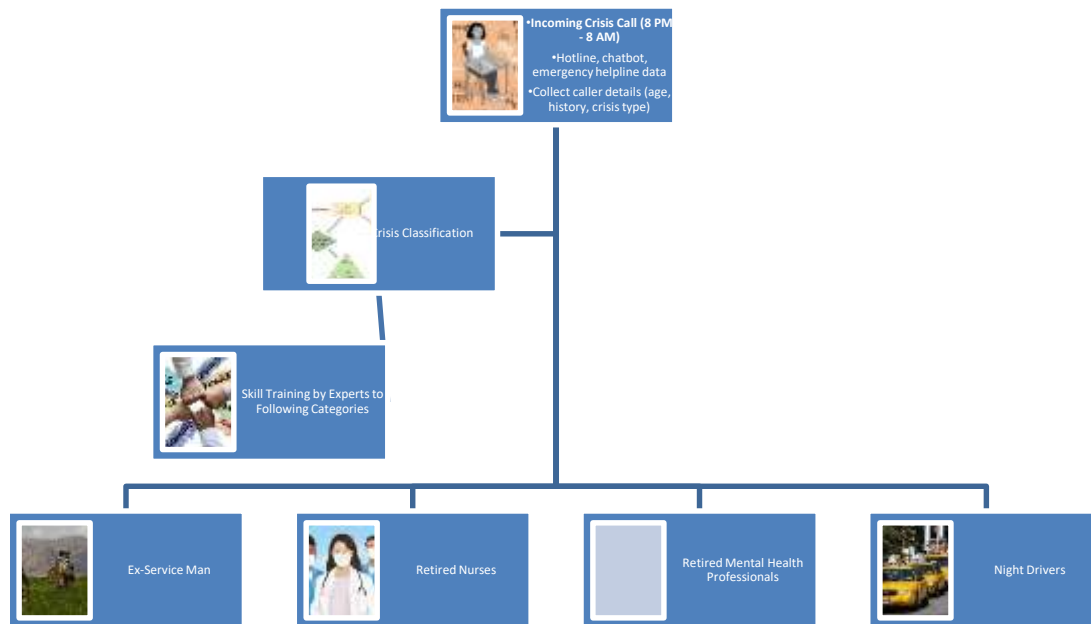 •Incoming Crisis Call (8 PM
- 8 AM)
•Hotline, chatbot,
emergency helpline data
•Collect caller details (age,
history, crisis type)
Crisis Classification
Skill Training by Experts to
Following Categories
Ex-Service Man
Retired Nurses
Retired Mental Health
Professionals
Night Drivers